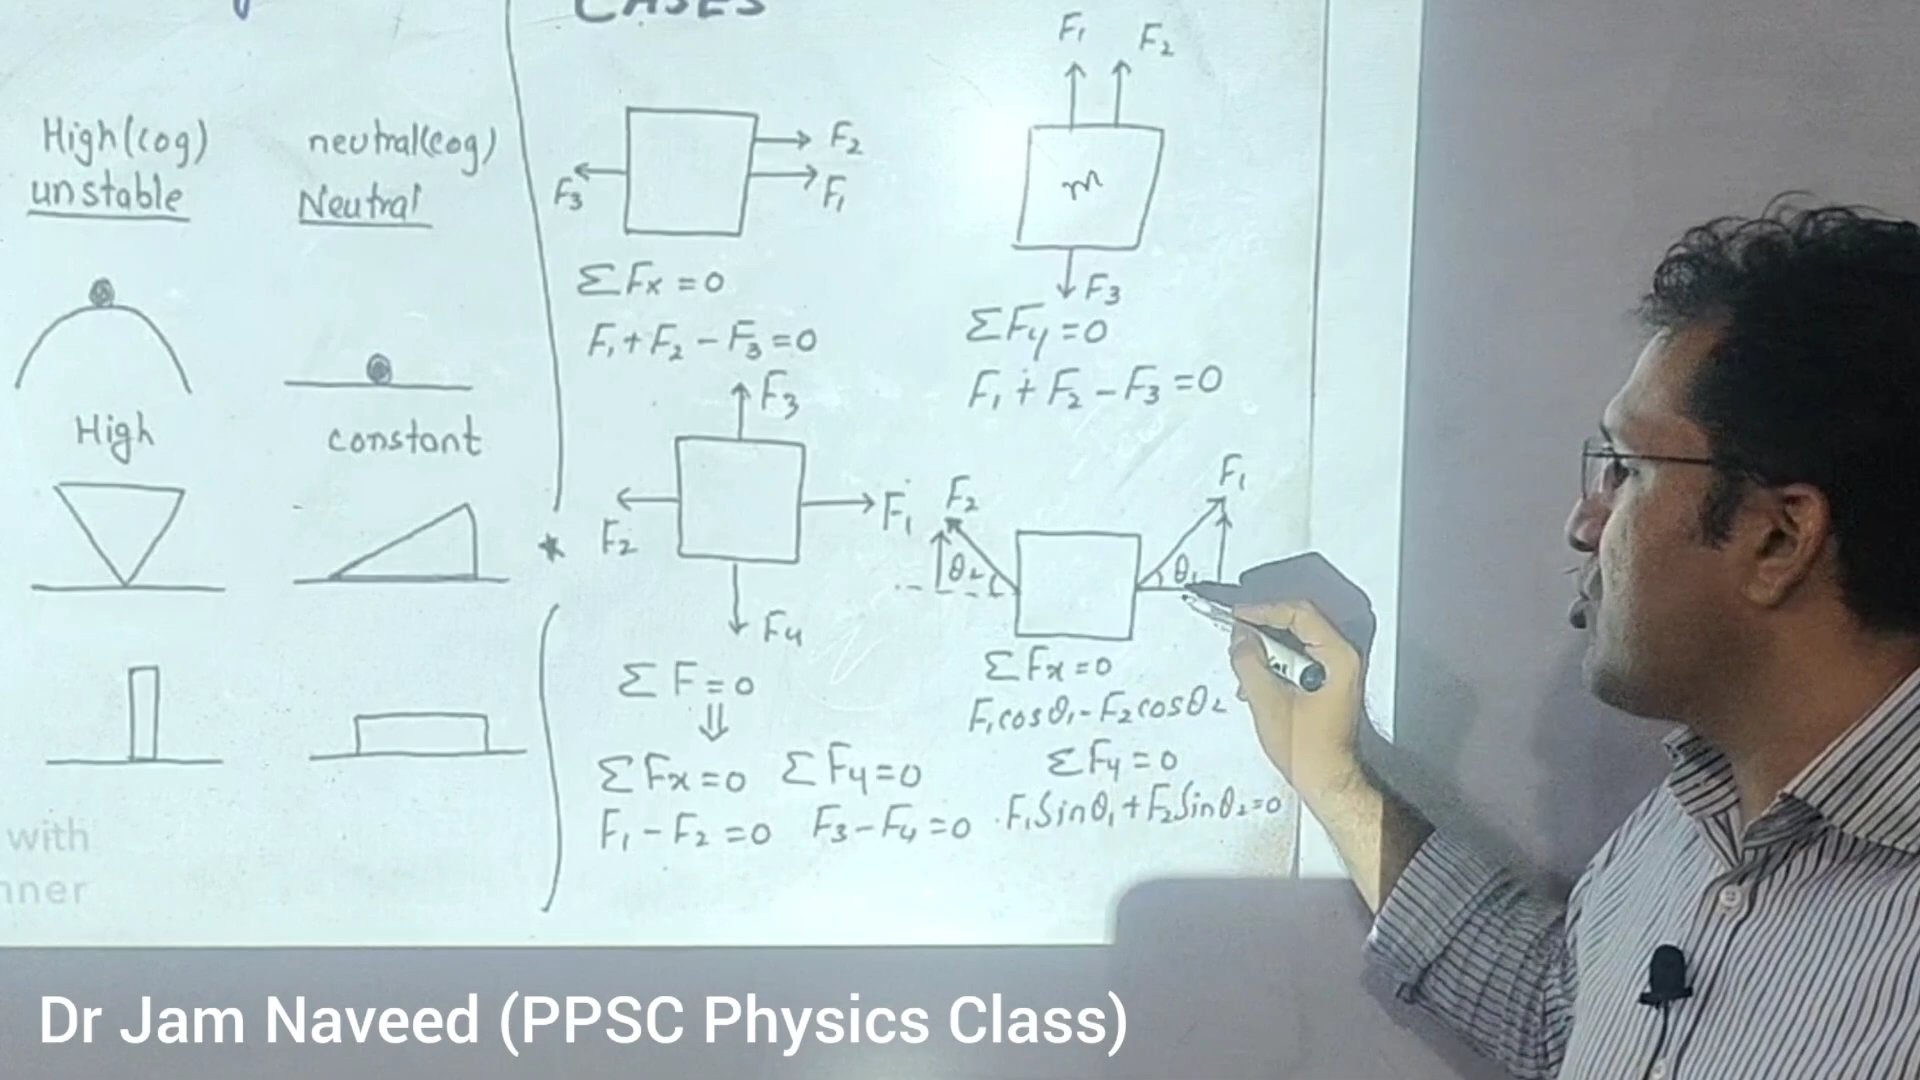 CASES
High(cog)
unstable
neutral(cog)
Neutral
High
constant
F₂
F₃
F₁
ΣFx = 0
F₁ + F₂ - F₃ = 0
F₁
F₂
m
F₃
ΣFy = 0
F₁ + F₂ - F₃ = 0
F₃
F₂
F₁
F₄
ΣF = 0
⇓
ΣFx = 0 ΣFy = 0
F₁ - F₂ = 0 F₃ - F₄ = 0
F₂
F₁
θ₂
θ₁
ΣFx = 0
F₁cosθ₁ - F₂cosθ₂
ΣFy = 0
F₁Sinθ₁ + F₂Sinθ₂ = 0
with
Dr Jam Naveed (PPSC Physics Class)